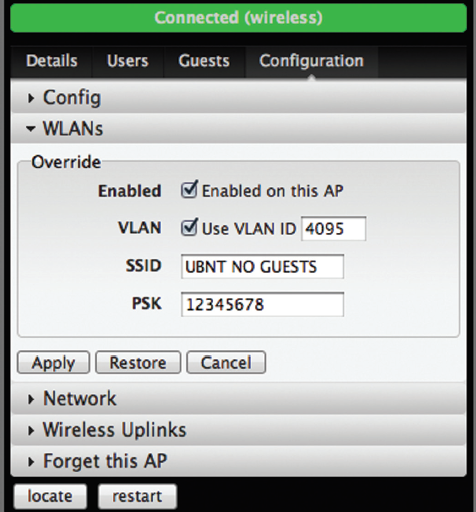 Connected (wireless)
Details Users Guests Configuration
Config
WLANs
Override
Enabled Enabled on this AP
VLAN Use VLAN ID 4095
SSID UBNT NO GUESTS
PSK 12345678
Apply Restore Cancel
Network
Wireless Uplinks
Forget this AP
locate restart